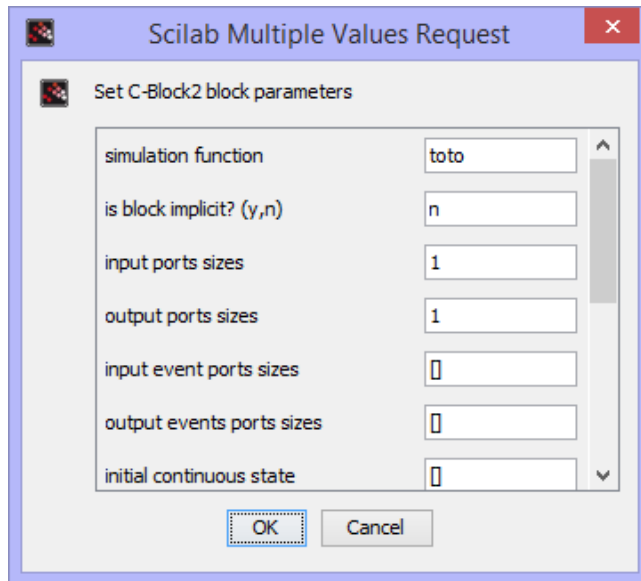 Scilab Multiple Values Request
Set C-Block2 block parameters
simulation function toto
is block implicit? (y,n) n
input ports sizes 1
output ports sizes 1
input event ports sizes []
output events ports sizes []
initial continuous state []
OK Cancel